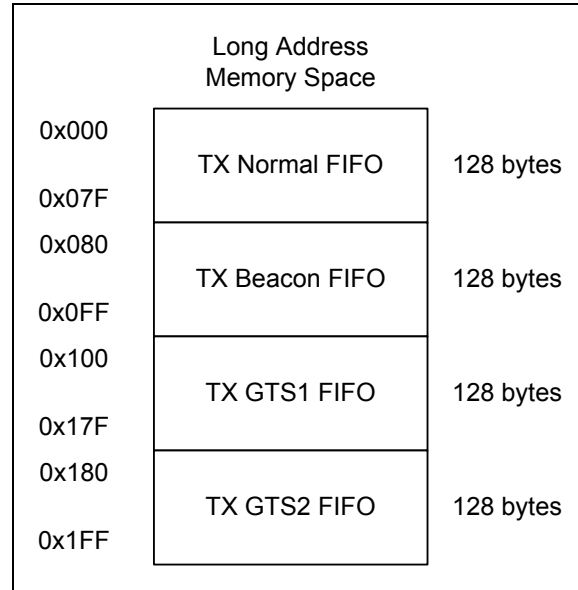 Long Address
Memory Space
0x000
TX Normal FIFO 128 bytes
0x07F
0x080
TX Beacon FIFO 128 bytes
0x0FF
0x100
TX GTS1 FIFO 128 bytes
0x17F
0x180
TX GTS2 FIFO 128 bytes
0x1FF